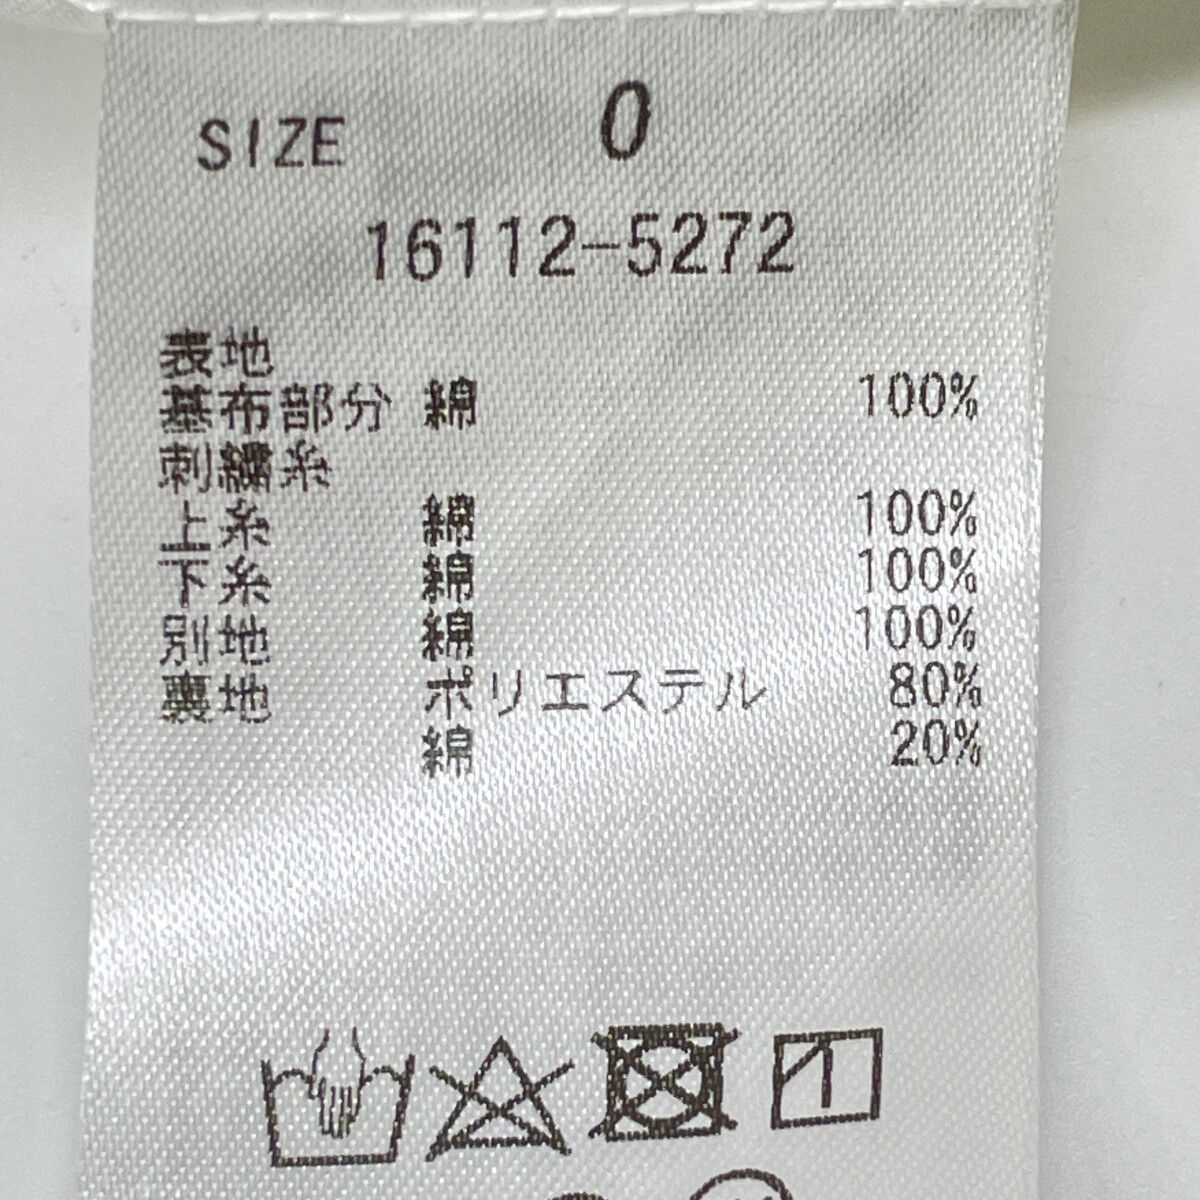 SIZE 0
16112-5272
表地
基布部分 綿 100%
刺繍糸
上糸 綿 100%
下糸 綿 100%
別地 綿 100%
裏地 ポリエステル 80%
綿 20%